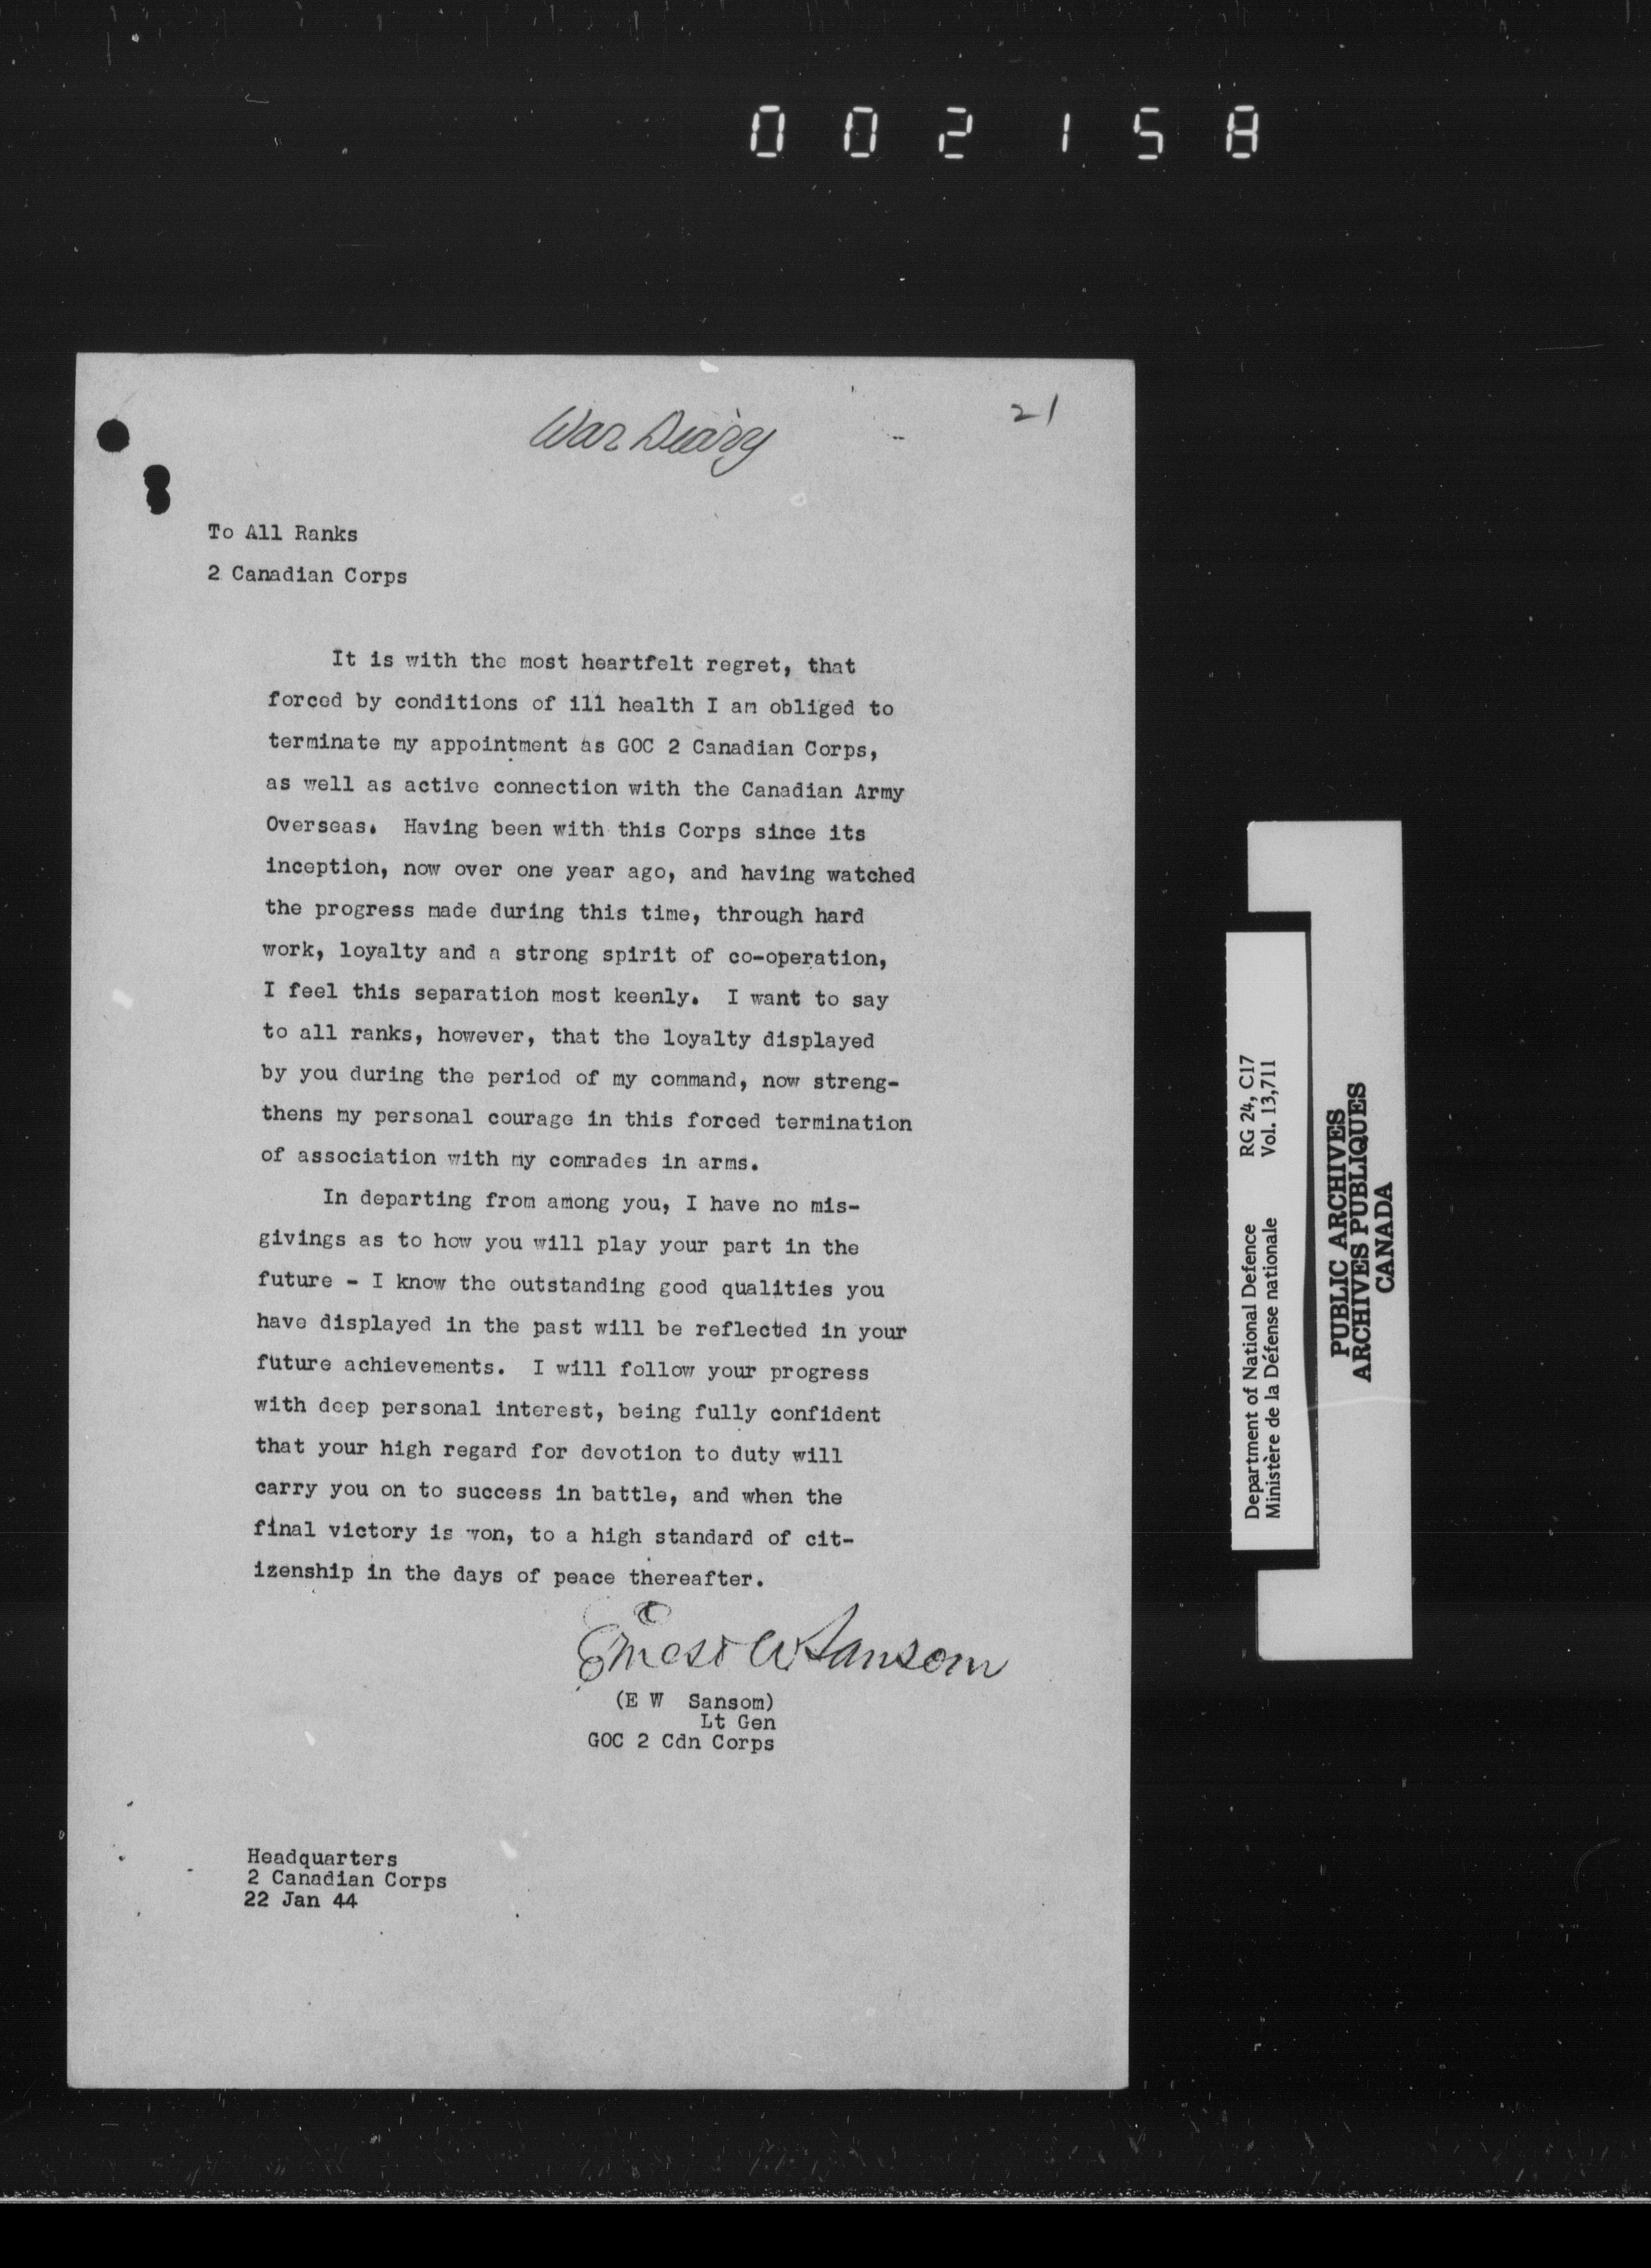 002158
War Diary
21
To All Ranks
2 Canadian Corps
It is with the most heartfelt regret, that
forced by conditions of ill health I am obliged to
terminate my appointment as GOC 2 Canadian Corps,
as well as active connection with the Canadian Army
Overseas. Having been with this Corps since its
inception, now over one year ago, and having watched
the progress made during this time, through hard
work, loyalty and a strong spirit of co-operation,
I feel this separation most keenly. I want to say
to all ranks, however, that the loyalty displayed
by you during the period of my command, now streng-
thens my personal courage in this forced termination
of association with my comrades in arms.
In departing from among you, I have no mis-
givings as to how you will play your part in the
future - I know the outstanding good qualities you
have displayed in the past will be reflected in your
future achievements. I will follow your progress
with deep personal interest, being fully confident
that your high regard for devotion to duty will
carry you on to success in battle, and when the
final victory is won, to a high standard of cit-
izenship in the days of peace thereafter.
Ernest W Sansom
(E W Sansom)
Lt Gen
GOC 2 Cdn Corps
Headquarters
2 Canadian Corps
22 Jan 44
Department of National Defence RG 24, C17
Ministère de la Défense nationale Vol. 13,711
PUBLIC ARCHIVES
ARCHIVES PUBLIQUES
CANADA